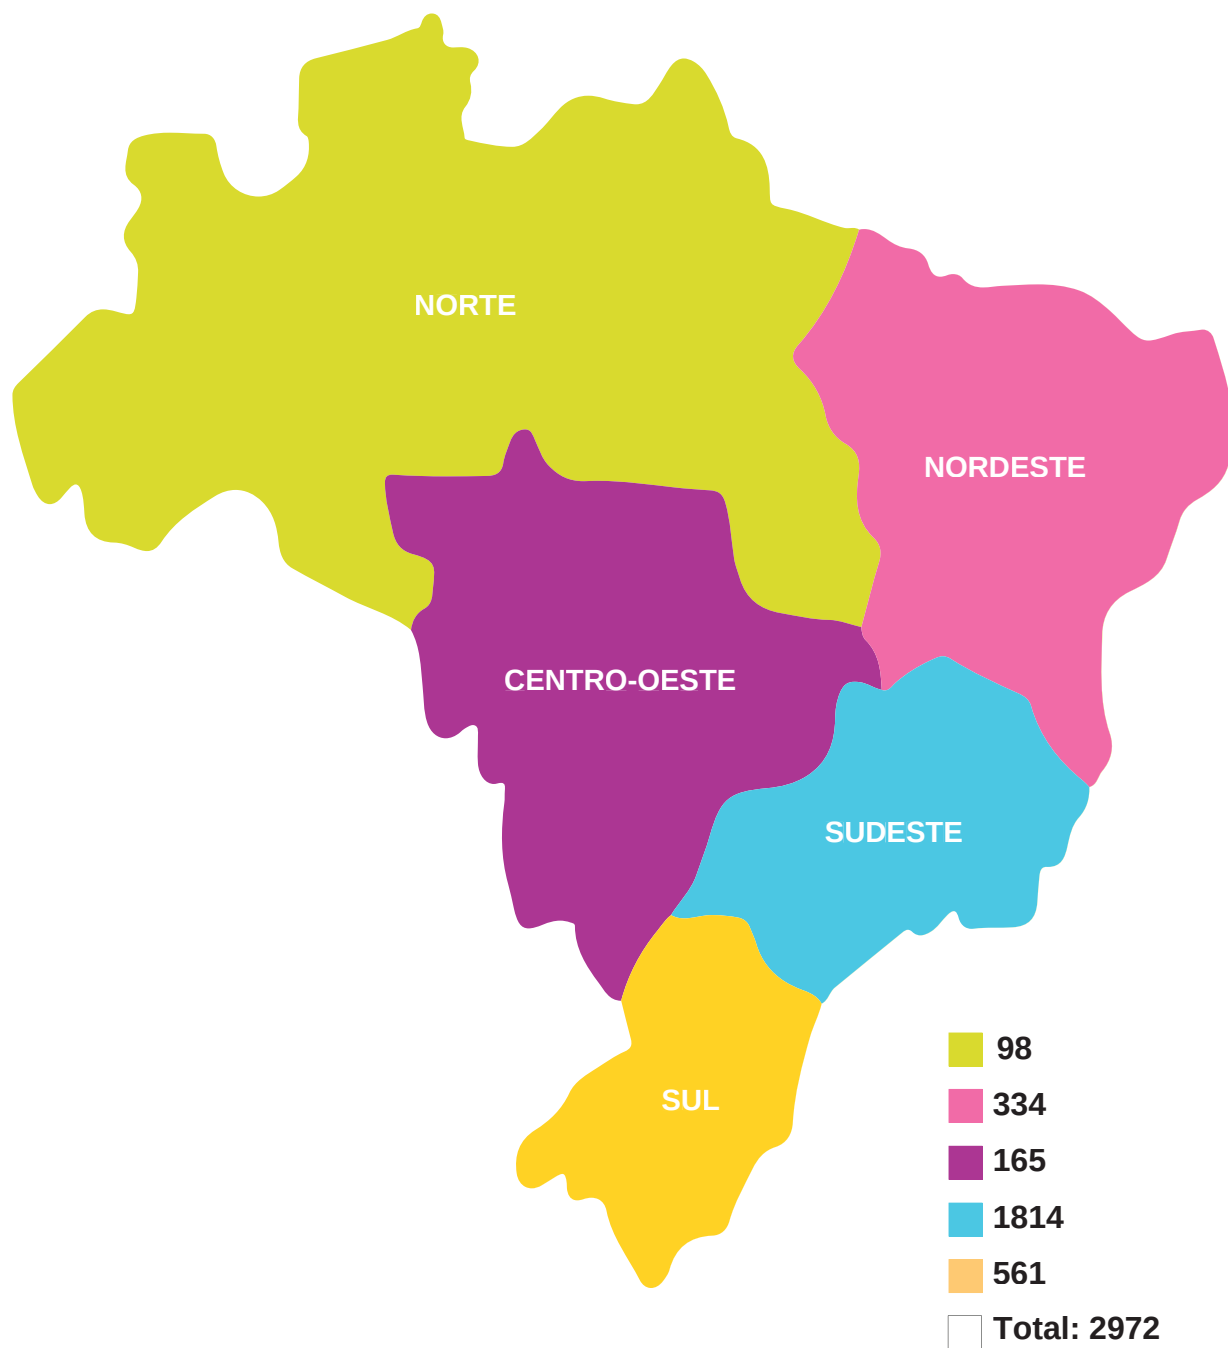 NORTE
NORDESTE
CENTRO-OESTE
SUDESTE
SUL
98
334
165
1814
561
Total: 2972